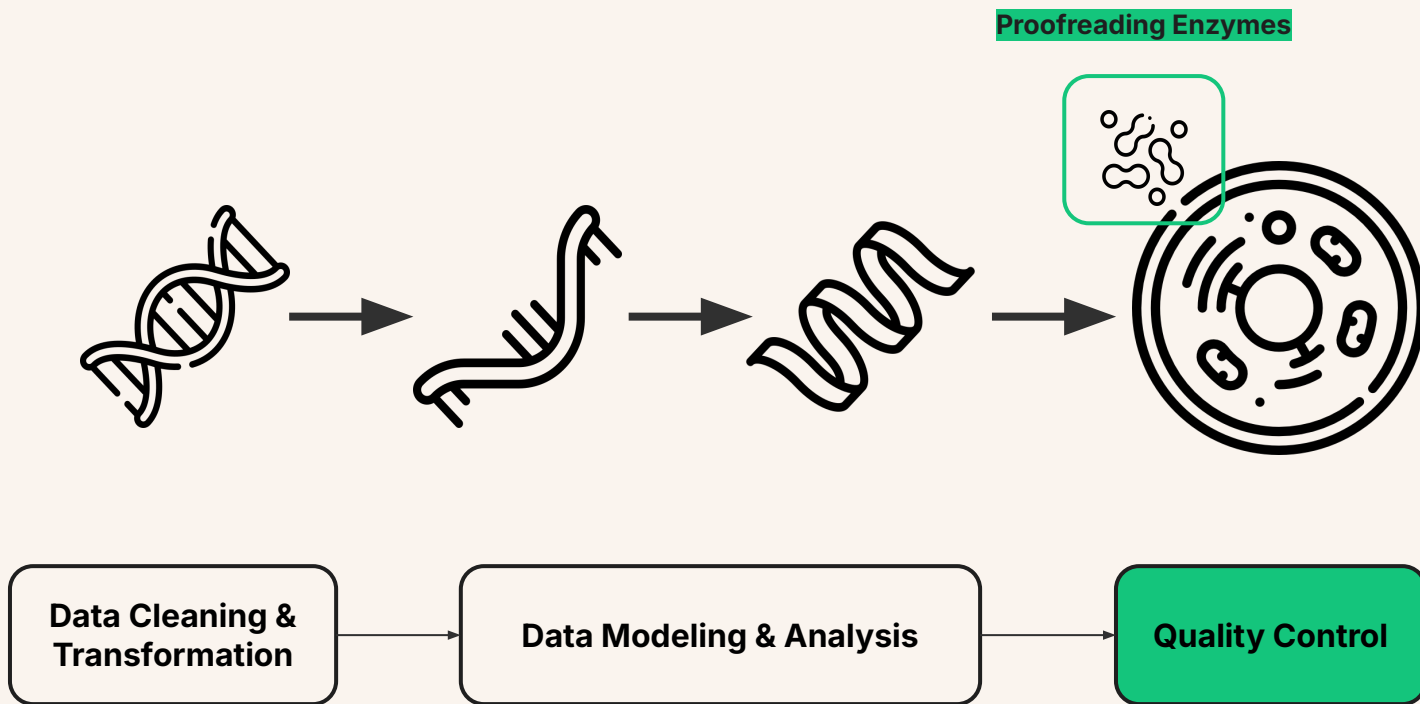 Proofreading Enzymes
Data Cleaning &
Transformation
Data Modeling & Analysis
Quality Control